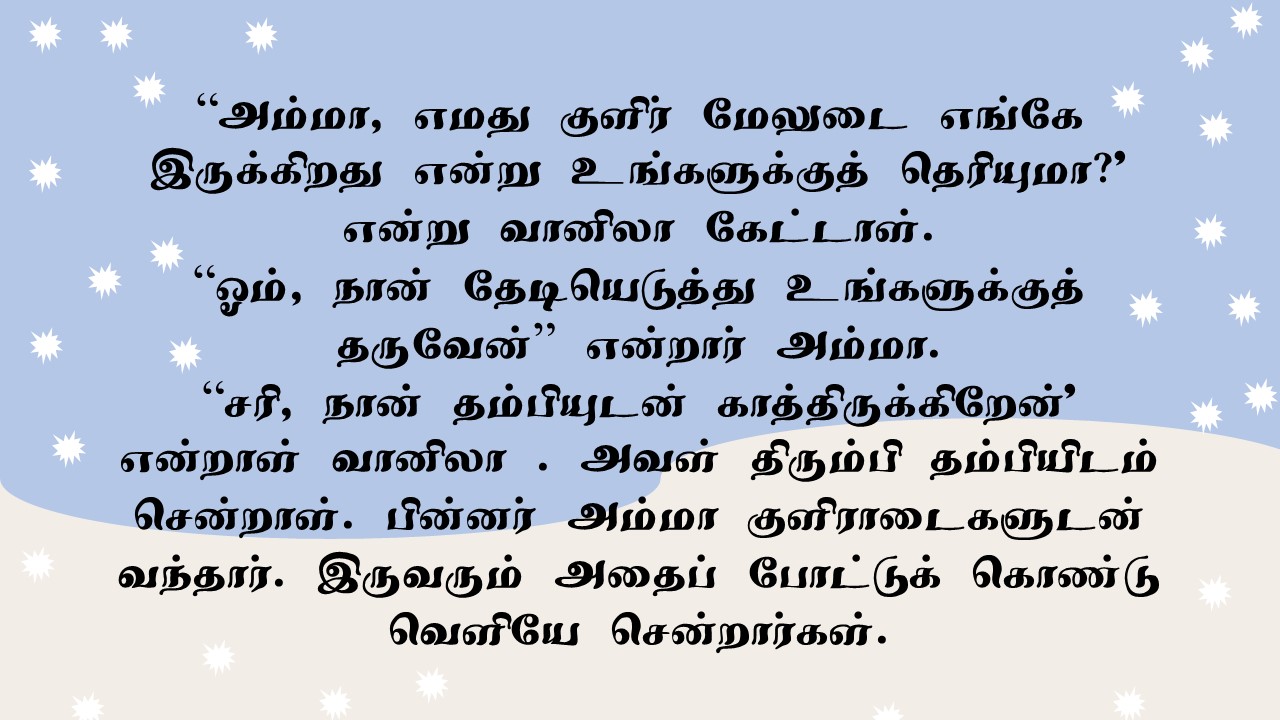 “அம்மா, எமது குளிர் மேலுடை எங்கே
இருக்கிறது என்று உங்களுக்குத் தெரியுமா?’
என்று வானிலா கேட்டாள்.
“ஓம், நான் தேடியெடுத்து உங்களுக்குத்
தருவேன்” என்றார் அம்மா.
“சரி, நான் தம்பியுடன் காத்திருக்கிறேன்’
என்றாள் வானிலா . அவள் திரும்பி தம்பியிடம்
சென்றாள். பின்னர் அம்மா குளிராடைகளுடன்
வந்தார். இருவரும் அதைப் போட்டுக் கொண்டு
வெளியே சென்றார்கள்.